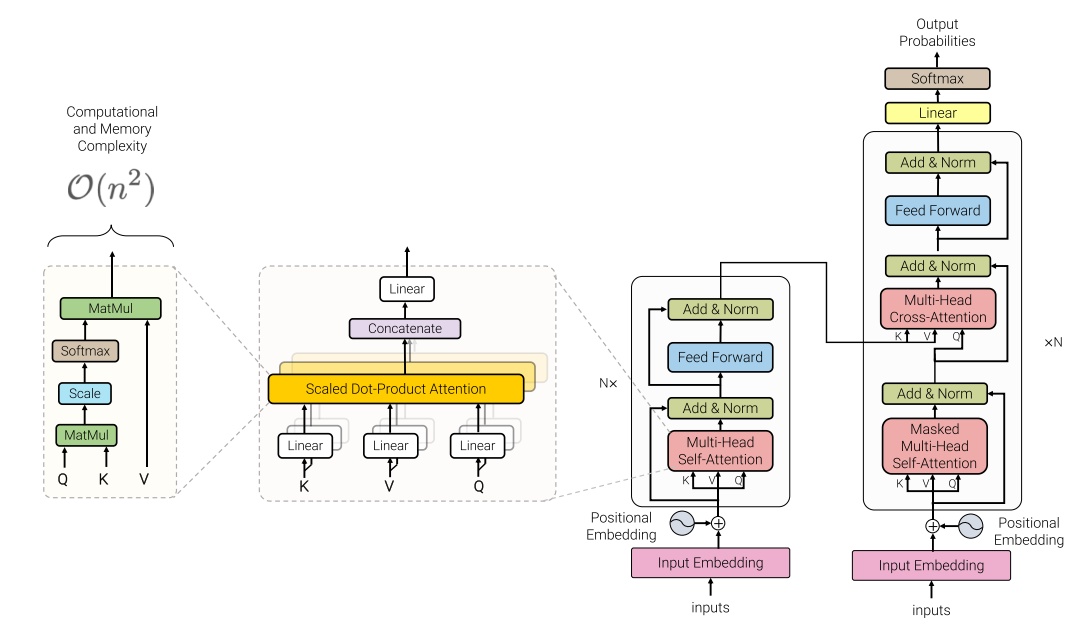 Computational
and Memory
Complexity
O(n²)
MatMul
Softmax
Scale
MatMul
Q K V
Linear
Concatenate
Scaled Dot-Product Attention
Linear Linear Linear
K V Q
N×
Add & Norm
Feed Forward
Add & Norm
Multi-Head
Self-Attention
K V Q
Positional
Embedding
+
Input Embedding
inputs
Output
Probabilities
Softmax
Linear
Add & Norm
Feed Forward
Add & Norm
Multi-Head
Cross-Attention
K V Q
×N
Add & Norm
Masked
Multi-Head
Self-Attention
K V Q
+
Positional
Embedding
Input Embedding
inputs